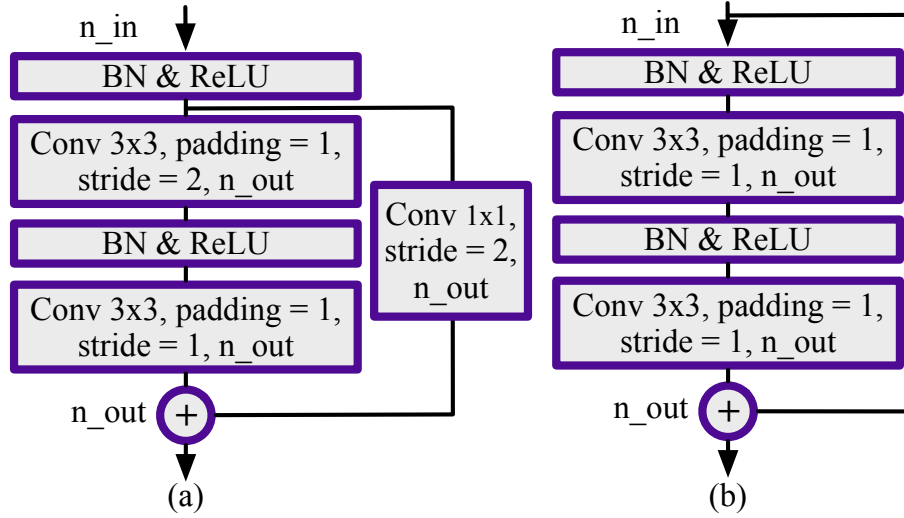 n_in
BN & ReLU
Conv 3x3, padding = 1,
stride = 2, n_out
BN & ReLU
Conv 3x3, padding = 1,
stride = 1, n_out
Conv 1x1,
stride = 2,
n_out
n_out
+
(a)
n_in
BN & ReLU
Conv 3x3, padding = 1,
stride = 1, n_out
BN & ReLU
Conv 3x3, padding = 1,
stride = 1, n_out
n_out
+
(b)